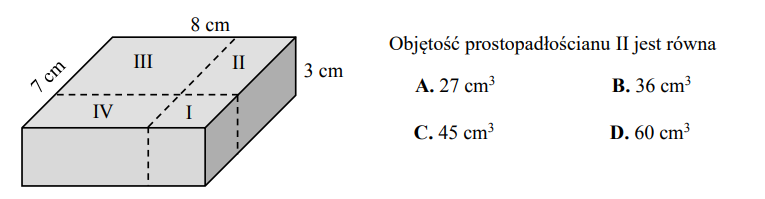 8 cm
7 cm
III
II
3 cm
IV
I
Objętość prostopadłościanu II jest równa
A. 27 cm³
B. 36 cm³
C. 45 cm³
D. 60 cm³